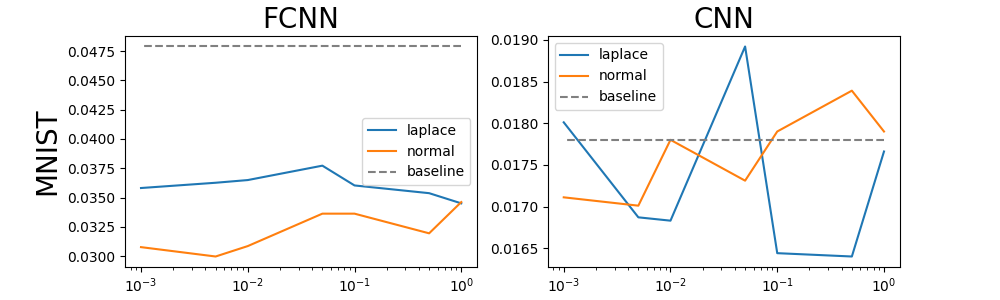 FCNN
CNN
MNIST
0.0475
0.0450
0.0425
0.0400
0.0375
0.0350
0.0325
0.0300
laplace
normal
baseline
10⁻³
10⁻²
10⁻¹
10⁰
0.0190
0.0185
0.0180
0.0175
0.0170
0.0165
laplace
normal
baseline
10⁻³
10⁻²
10⁻¹
10⁰